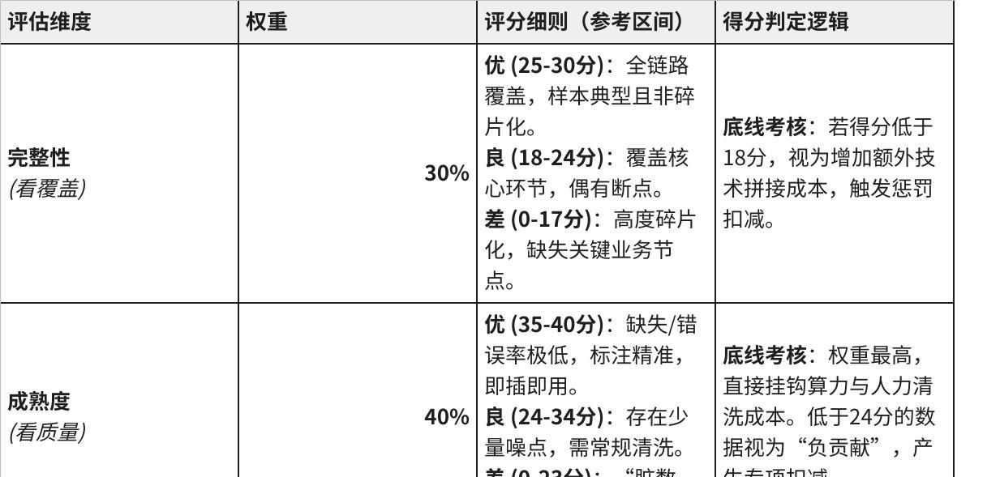 评估维度
权重
评分细则（参考区间）
得分判定逻辑
完整性
(看覆盖)
30%
优 (25-30分)：全链路
覆盖，样本典型且非碎
片化。
良 (18-24分)：覆盖核
心环节，偶有断点。
差 (0-17分)：高度碎片
化，缺失关键业务节
点。
底线考核：若得分低于
18分，视为增加额外技
术拼接成本，触发惩罚
扣减。
成熟度
(看质量)
40%
优 (35-40分)：缺失/错
误率极低，标注精准，
即插即用。
良 (24-34分)：存在少
量噪点，需常规清洗。
差 (0-23分)：“脏数
底线考核：权重最高，
直接挂钩算力与人力清
洗成本。低于24分的数
据视为“负贡献”，产
生专项扣减